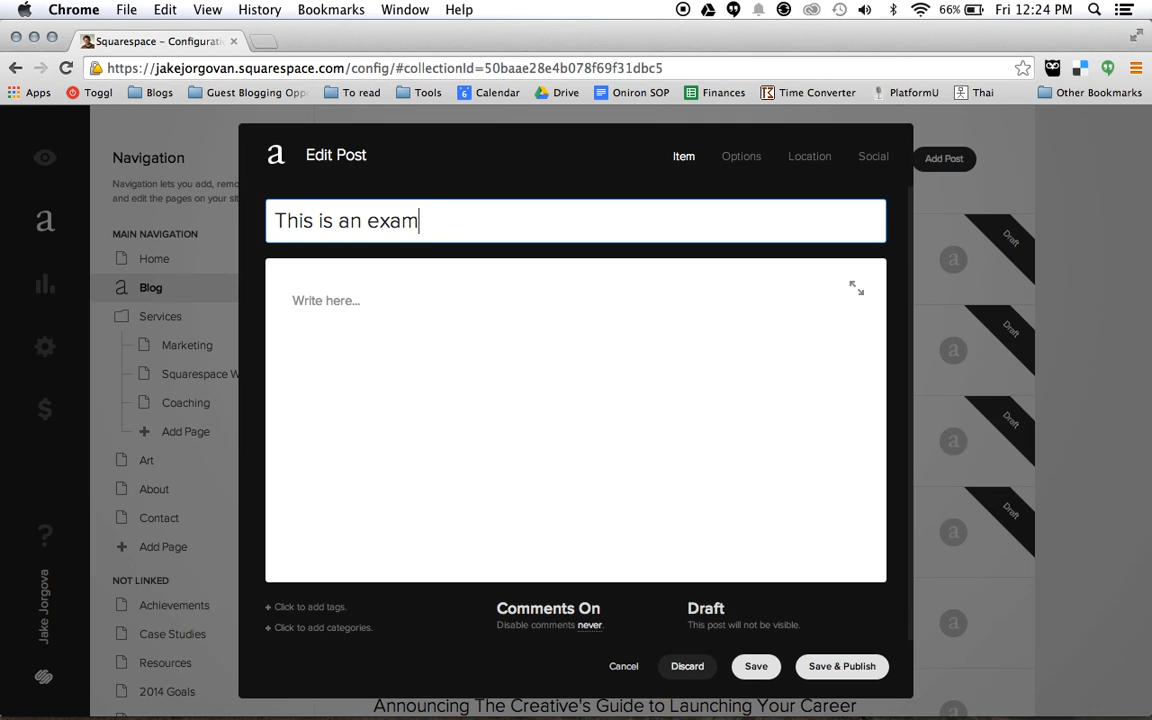 Chrome File Edit View History Bookmarks Window Help 66% Fri 12:24 PM
Squarespace – Configurati
https://jakejorgovan.squarespace.com/config/#collectionId=50baae28e4b078f69f31dbc5
Apps Toggl Blogs Guest Blogging Opp To read Tools 6 Calendar Drive Oniron SOP Finances Time Converter PlatformU Thai Other Bookmarks
a Edit Post Item Options Location Social
Navigation Add Post
Navigation lets you add, remo
and edit the pages on your sit
This is an exam
MAIN NAVIGATION
Home
a Blog
Services
Marketing
Squarespace W
Coaching
Add Page
Art
About
Contact
Add Page
NOT LINKED
Achievements
Case Studies
Resources
2014 Goals
Write here...
Draft
Draft
Draft
Draft
+ Click to add tags.
+ Click to add categories.
Comments On
Disable comments never.
Draft
This post will not be visible.
Cancel Discard Save Save & Publish
Announcing The Creative's Guide to Launching Your Career
a
$
?
Jake Jorgova
a
a
a
a
a
a